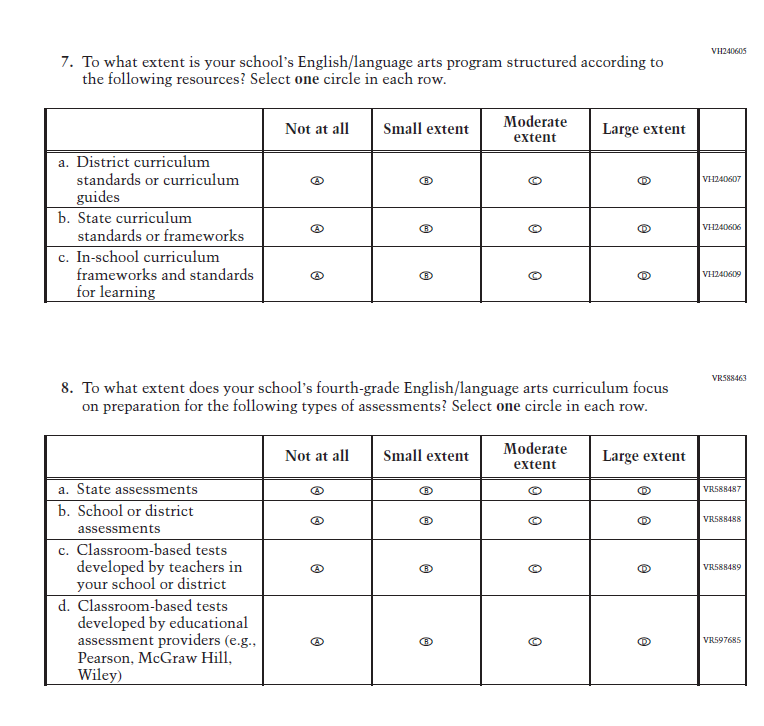 VH240605
7. To what extent is your school's English/language arts program structured according to
the following resources? Select one circle in each row.
Not at all Small extent Moderate extent Large extent
a. District curriculum
standards or curriculum
guides
A B C D VH240607
b. State curriculum
standards or frameworks
A B C D VH240606
c. In-school curriculum
frameworks and standards
for learning
A B C D VH240609
VR588463
8. To what extent does your school's fourth-grade English/language arts curriculum focus
on preparation for the following types of assessments? Select one circle in each row.
Not at all Small extent Moderate extent Large extent
a. State assessments A B C D VR588487
b. School or district
assessments
A B C D VR588488
c. Classroom-based tests
developed by teachers in
your school or district
A B C D VR588489
d. Classroom-based tests
developed by educational
assessment providers (e.g.,
Pearson, McGraw Hill,
Wiley)
A B C D VR597685